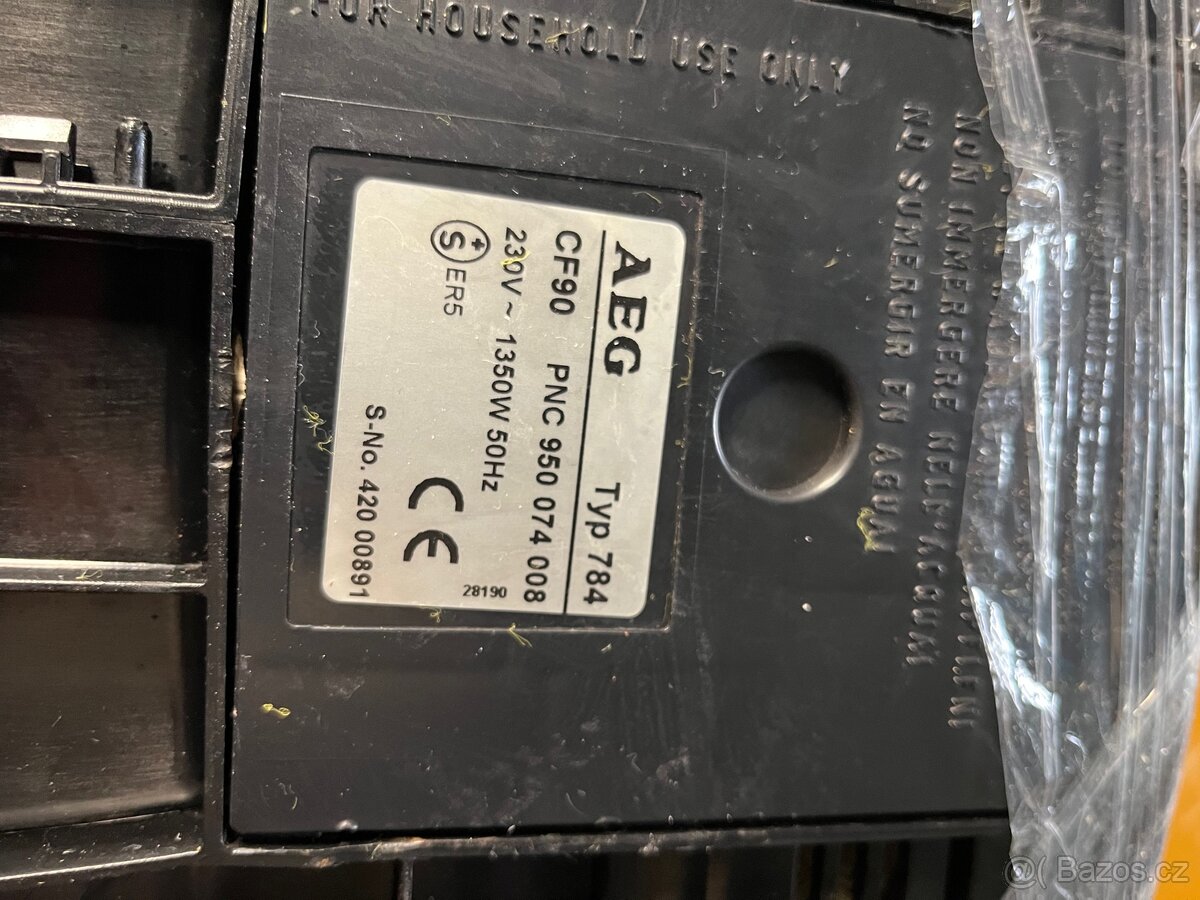 FOR HOUSEHOLD USE ONLY
AEG Typ 784
CF90 PNC 950 074 008
230V ~ 1350W 50Hz
S ER5 CE 28190
S-No. 420 00891
NON IMMERGERE NELL'ACQUA!
NO SUMERGIR EN AGUA!
Bazos.cz